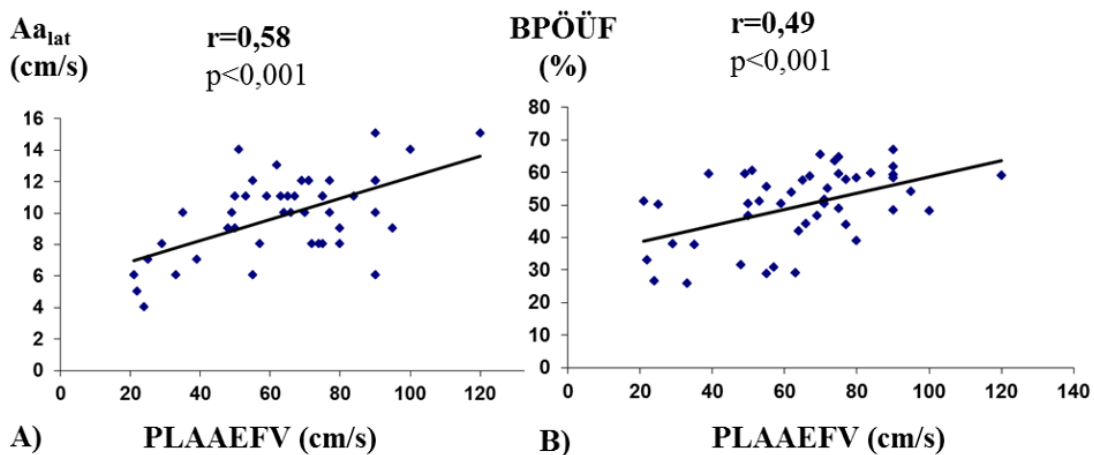 Aa_lat
(cm/s)
r=0,58
p<0,001
16
14
12
10
8
6
4
2
0
0 20 40 60 80 100 120
A) PLAAEFV (cm/s)
BPÖÜF
(%)
r=0,49
p<0,001
80
70
60
50
40
30
20
10
0
0 20 40 60 80 100 120 140
B) PLAAEFV (cm/s)